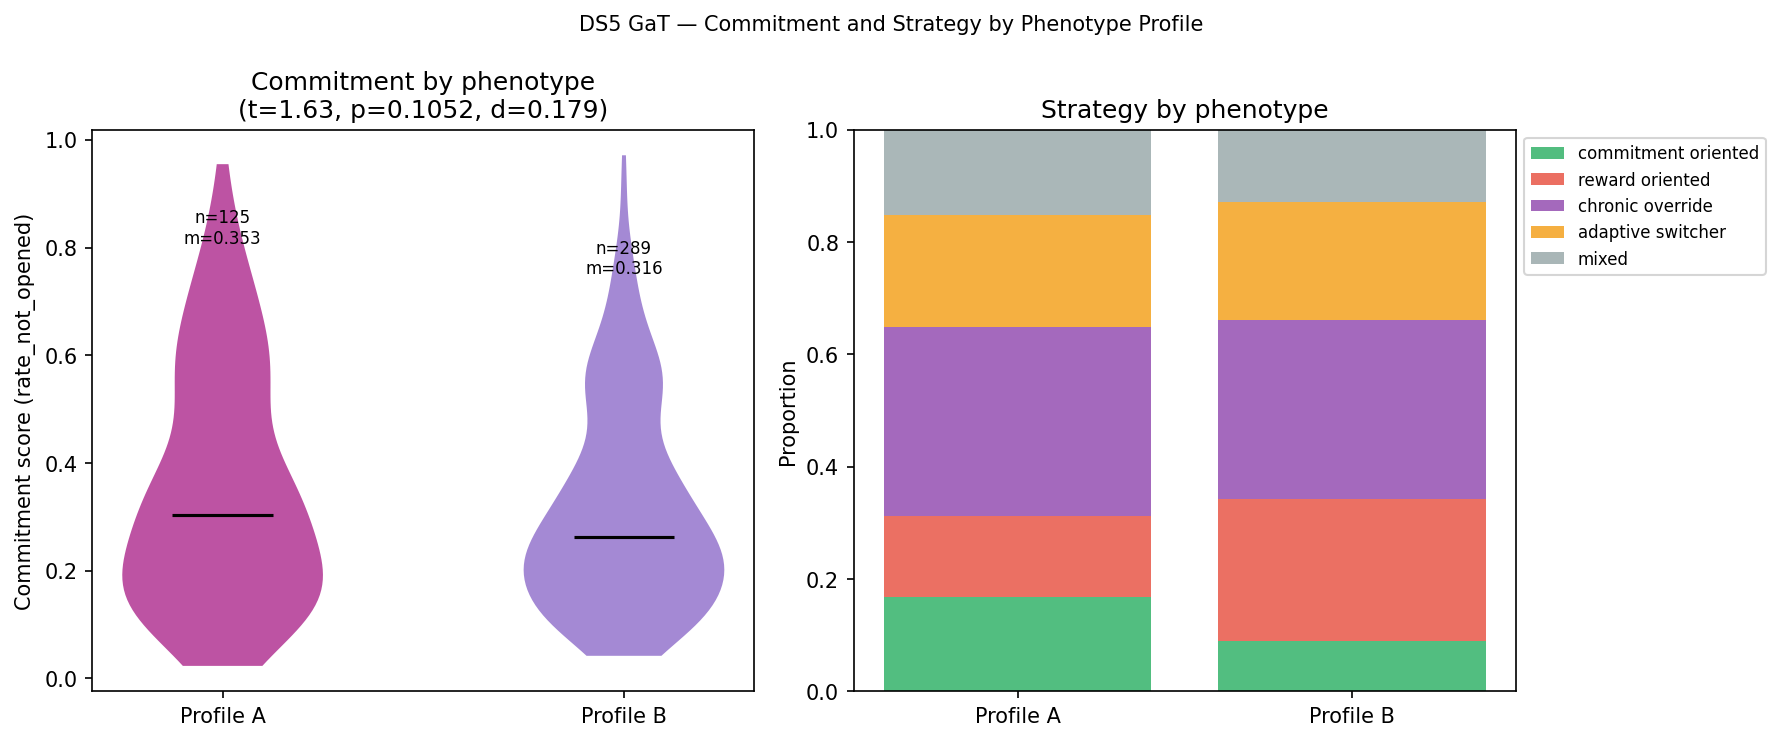 DS5 GaT — Commitment and Strategy by Phenotype Profile
Commitment by phenotype
(t=1.63, p=0.1052, d=0.179)
Commitment score (rate_not_opened)
1.0
0.8
0.6
0.4
0.2
0.0
n=125
m=0.353
n=289
m=0.316
Profile A
Profile B
Strategy by phenotype
Proportion
1.0
0.8
0.6
0.4
0.2
0.0
Profile A
Profile B
commitment oriented
reward oriented
chronic override
adaptive switcher
mixed